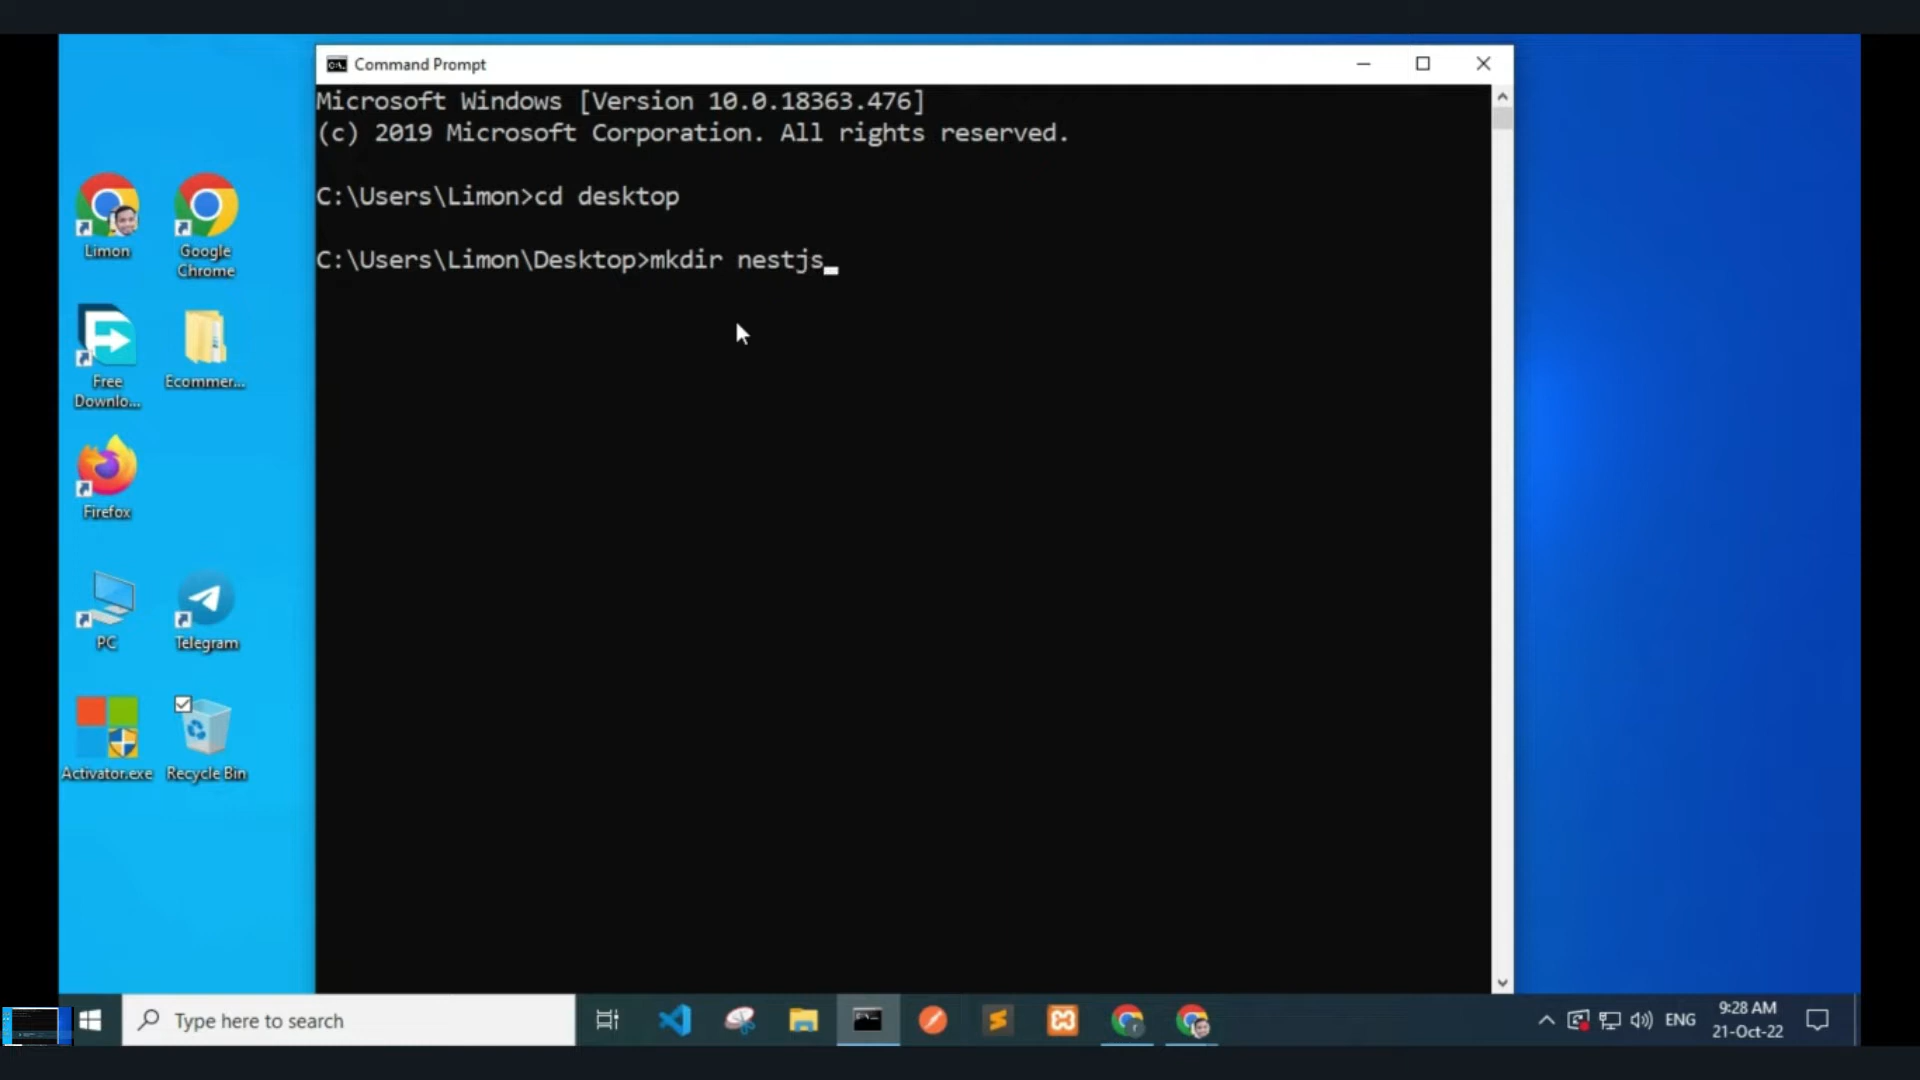 Command Prompt
Microsoft Windows [Version 10.0.18363.476]
(c) 2019 Microsoft Corporation. All rights reserved.
C:\Users\Limon>cd desktop
C:\Users\Limon\Desktop>mkdir nestjs_
Limon
Google
Chrome
Free
Downlo...
Ecommer...
Firefox
PC
Telegram
Activator.exe
Recycle Bin
Type here to search
ENG
9:28 AM
21-Oct-22